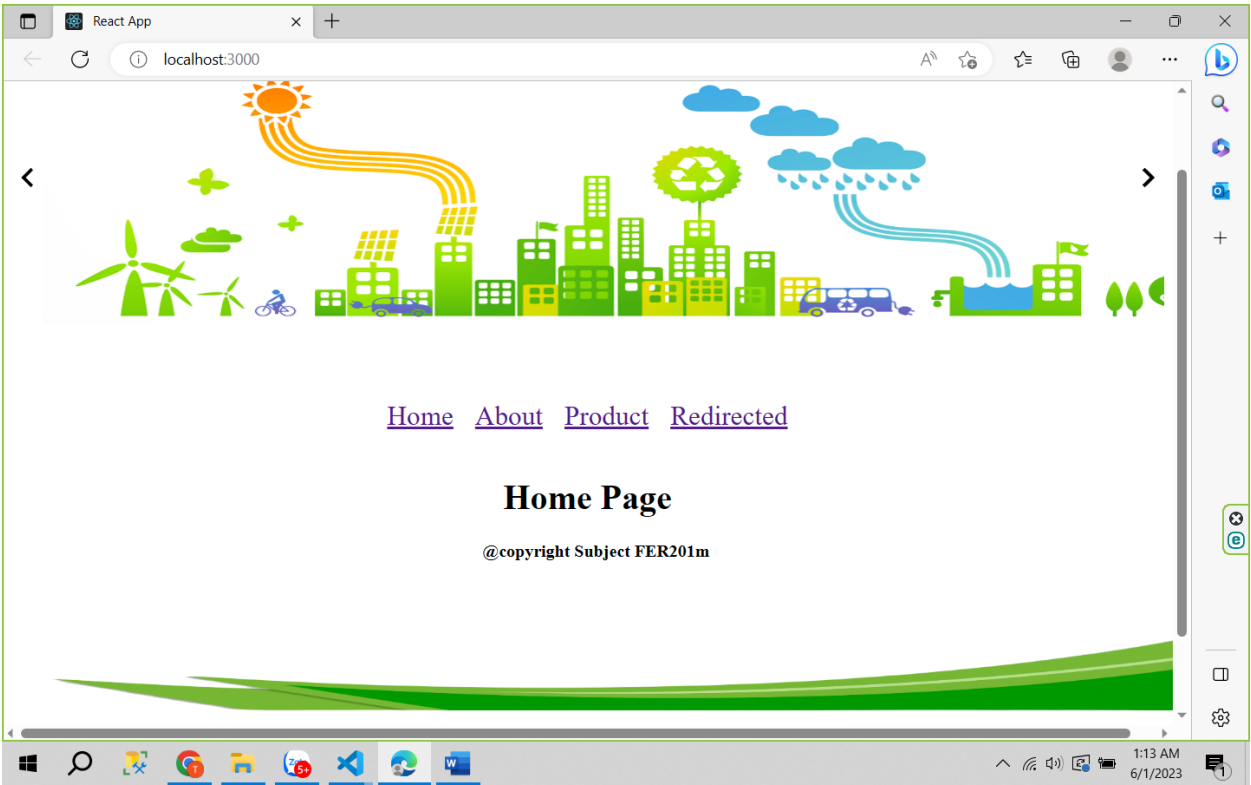 React App
localhost:3000
Home About Product Redirected
Home Page
@copyright Subject FER201m
1:13 AM
6/1/2023